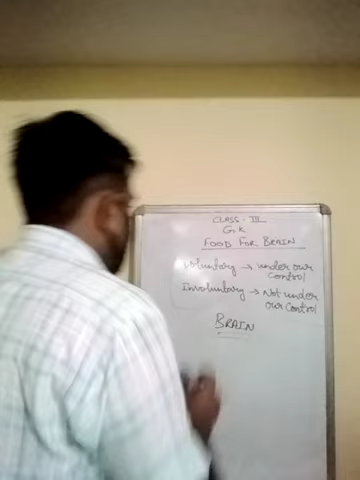 CLASS - III
G.K
FOOD FOR BRAIN
Voluntary → under our
control
Involuntary → Not under
our control
BRAIN